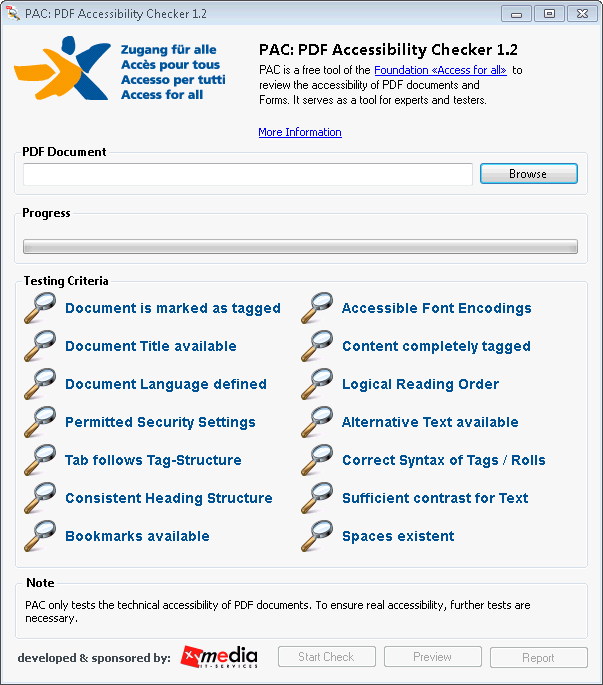 PAC: PDF Accessibility Checker 1.2
Zugang für alle
Accès pour tous
Accesso per tutti
Access for all
PAC: PDF Accessibility Checker 1.2
PAC is a free tool of the Foundation «Access for all» to
review the accessibility of PDF documents and
Forms. It serves as a tool for experts and testers.
More Information
PDF Document
Browse
Progress
Testing Criteria
Document is marked as tagged
Accessible Font Encodings
Document Title available
Content completely tagged
Document Language defined
Logical Reading Order
Permitted Security Settings
Alternative Text available
Tab follows Tag-Structure
Correct Syntax of Tags / Rolls
Consistent Heading Structure
Sufficient contrast for Text
Bookmarks available
Spaces existent
Note
PAC only tests the technical accessibility of PDF documents. To ensure real accessibility, further tests are
necessary.
developed & sponsored by:
xymedia
IT-SERVICES
Start Check
Preview
Report